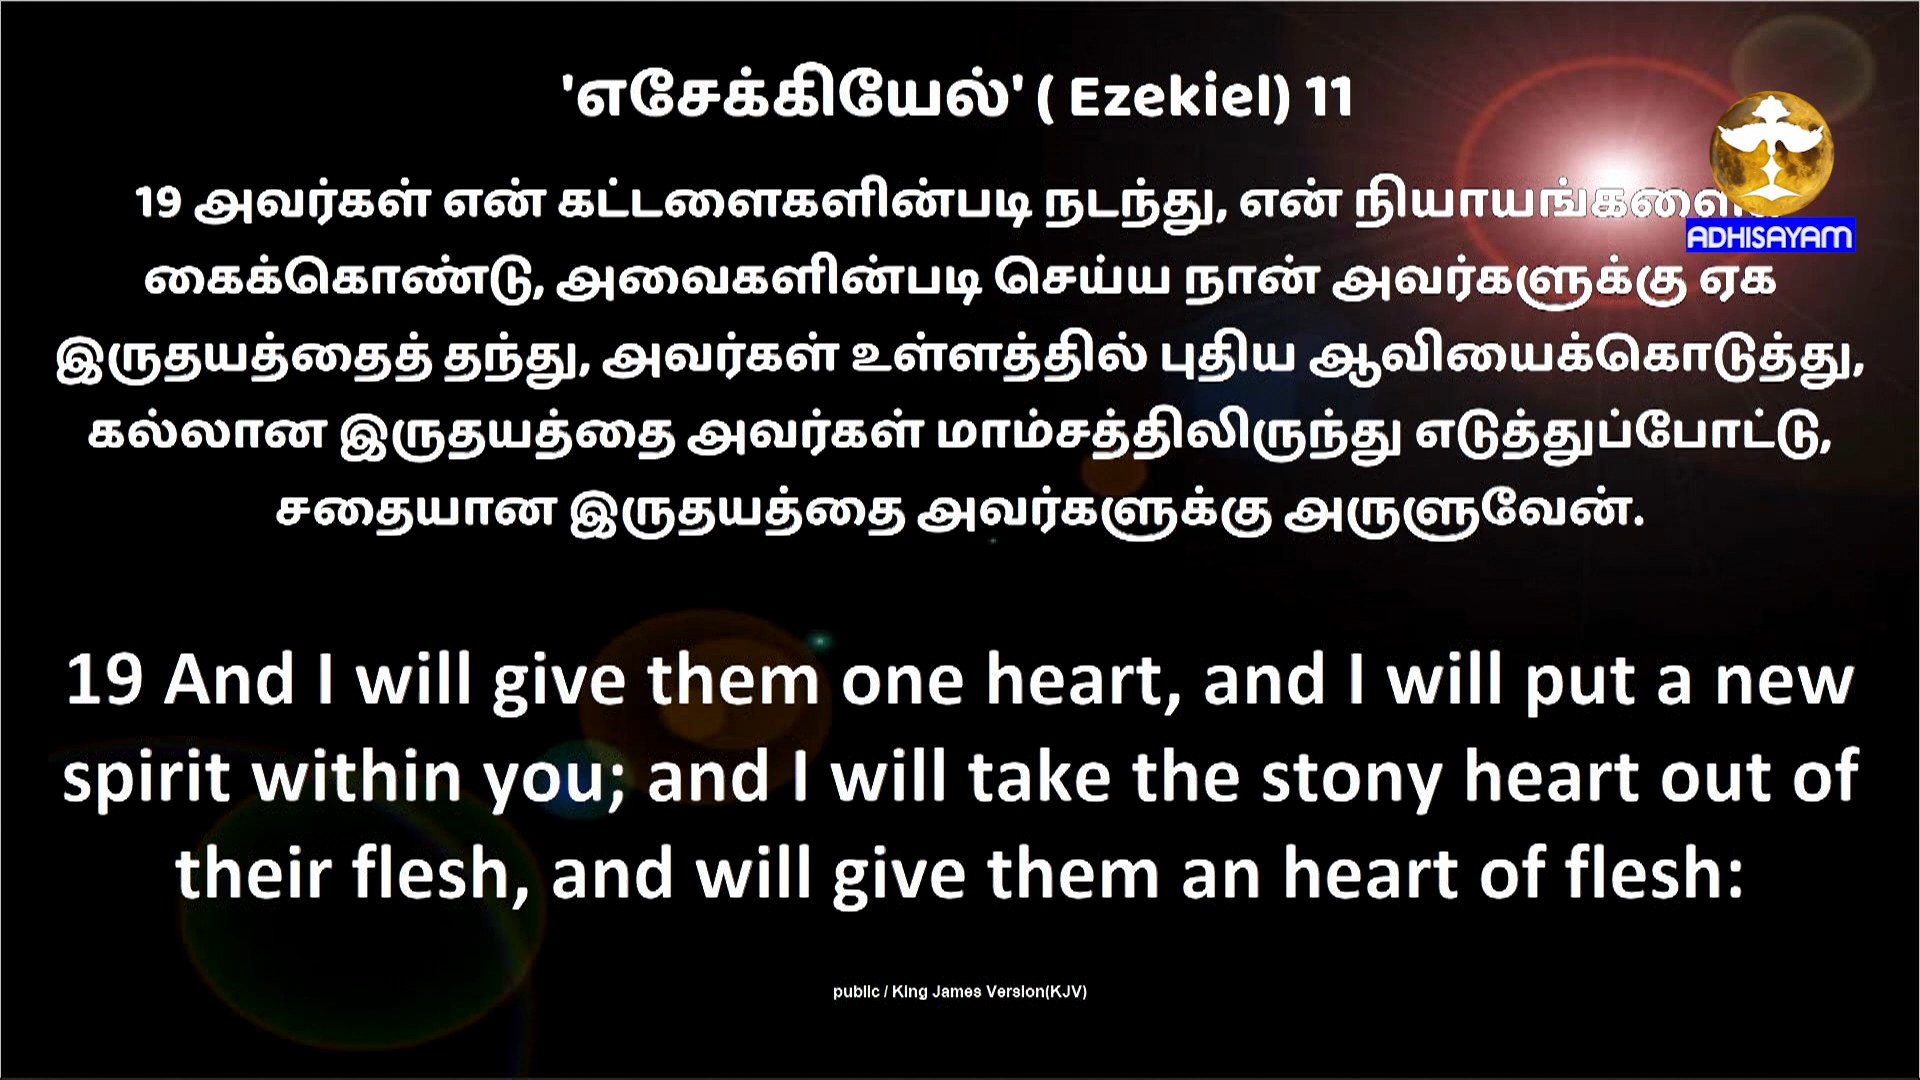 'எசேக்கியேல்' ( Ezekiel) 11
19 அவர்கள் என் கட்டளைகளின்படி நடந்து, என்
ADHISAYAM
கைக்கொண்டு, அவைகளின்படி செய்ய நான் அவர்களுக்கு ஏக
இருதயத்தைத் தந்து, அவர்கள் உள்ளத்தில் புதிய ஆவியைக்கொடுத்து,
கல்லான இருதயத்தை அவர்கள் மாம்சத்திலிருந்து எடுத்துப்போட்டு,
சதையான இருதயத்தை அவர்களுக்கு அருளுவேன்.
19 And I will give them one heart, and I will put a new
spirit within you; and I will take the stony heart out of
their flesh, and will give them an heart of flesh:
public / King James Version(KJV)